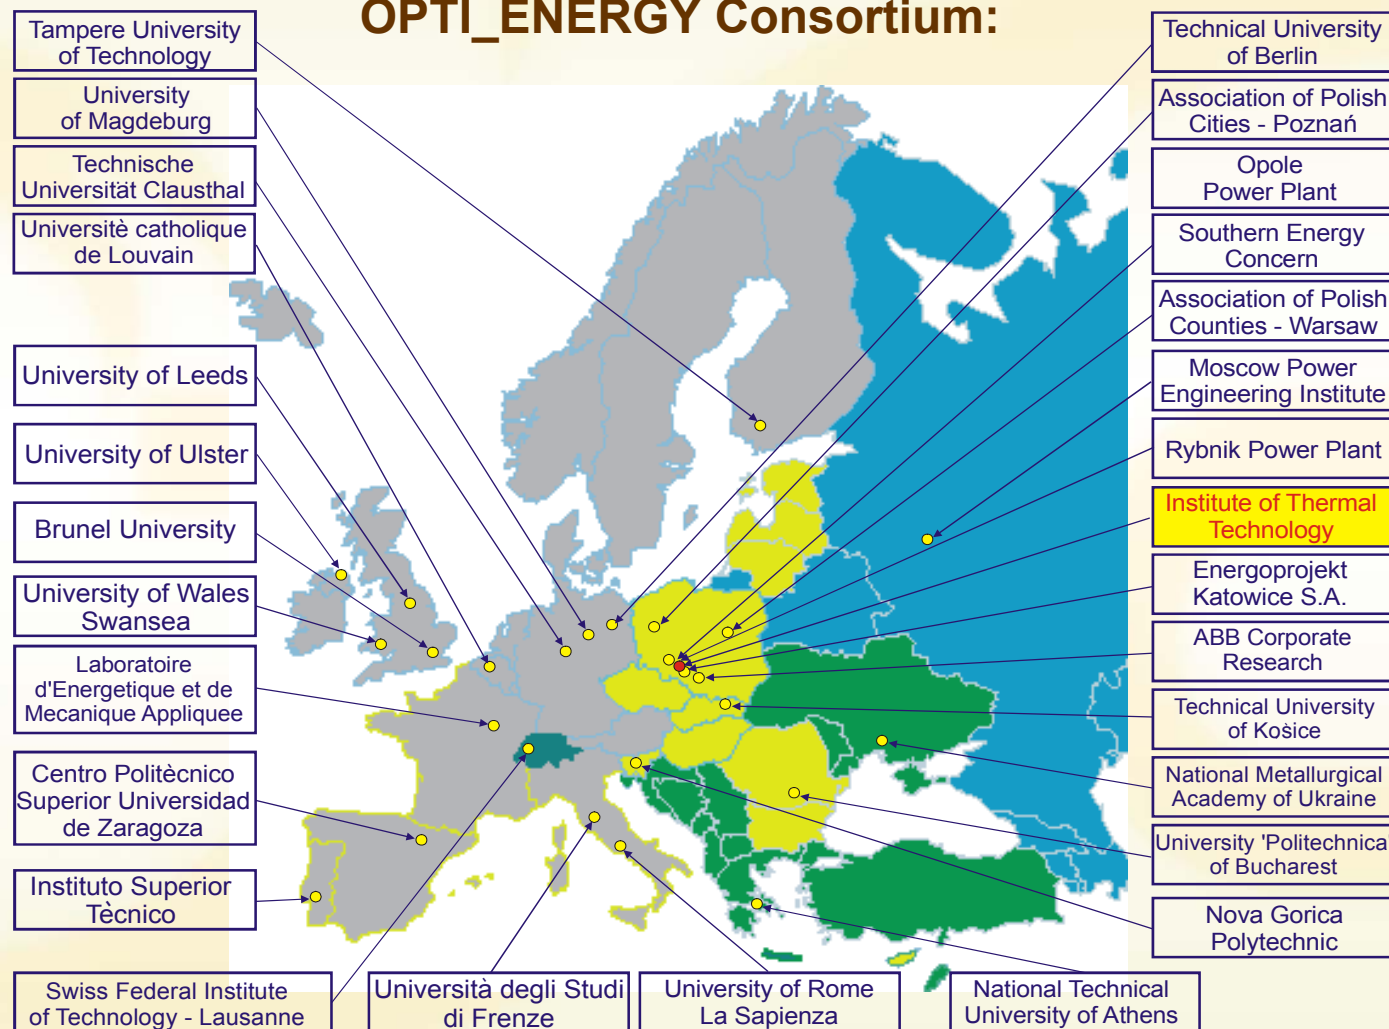 OPTI_ENERGY Consortium:
Tampere University
of Technology
University
of Magdeburg
Technische
Universität Clausthal
Universitè catholique
de Louvain
University of Leeds
University of Ulster
Brunel University
University of Wales
Swansea
Laboratoire
d'Energetique et de
Mecanique Appliquee
Centro Politècnico
Superior Universidad
de Zaragoza
Instituto Superior
Tècnico
Swiss Federal Institute
of Technology - Lausanne
Università degli Studi
di Frenze
University of Rome
La Sapienza
National Technical
University of Athens
Technical University
of Berlin
Association of Polish
Cities - Poznań
Opole
Power Plant
Southern Energy
Concern
Association of Polish
Counties - Warsaw
Moscow Power
Engineering Institute
Rybnik Power Plant
Institute of Thermal
Technology
Energoprojekt
Katowice S.A.
ABB Corporate
Research
Technical University
of Košice
National Metallurgical
Academy of Ukraine
University 'Politechnica'
of Bucharest
Nova Gorica
Polytechnic